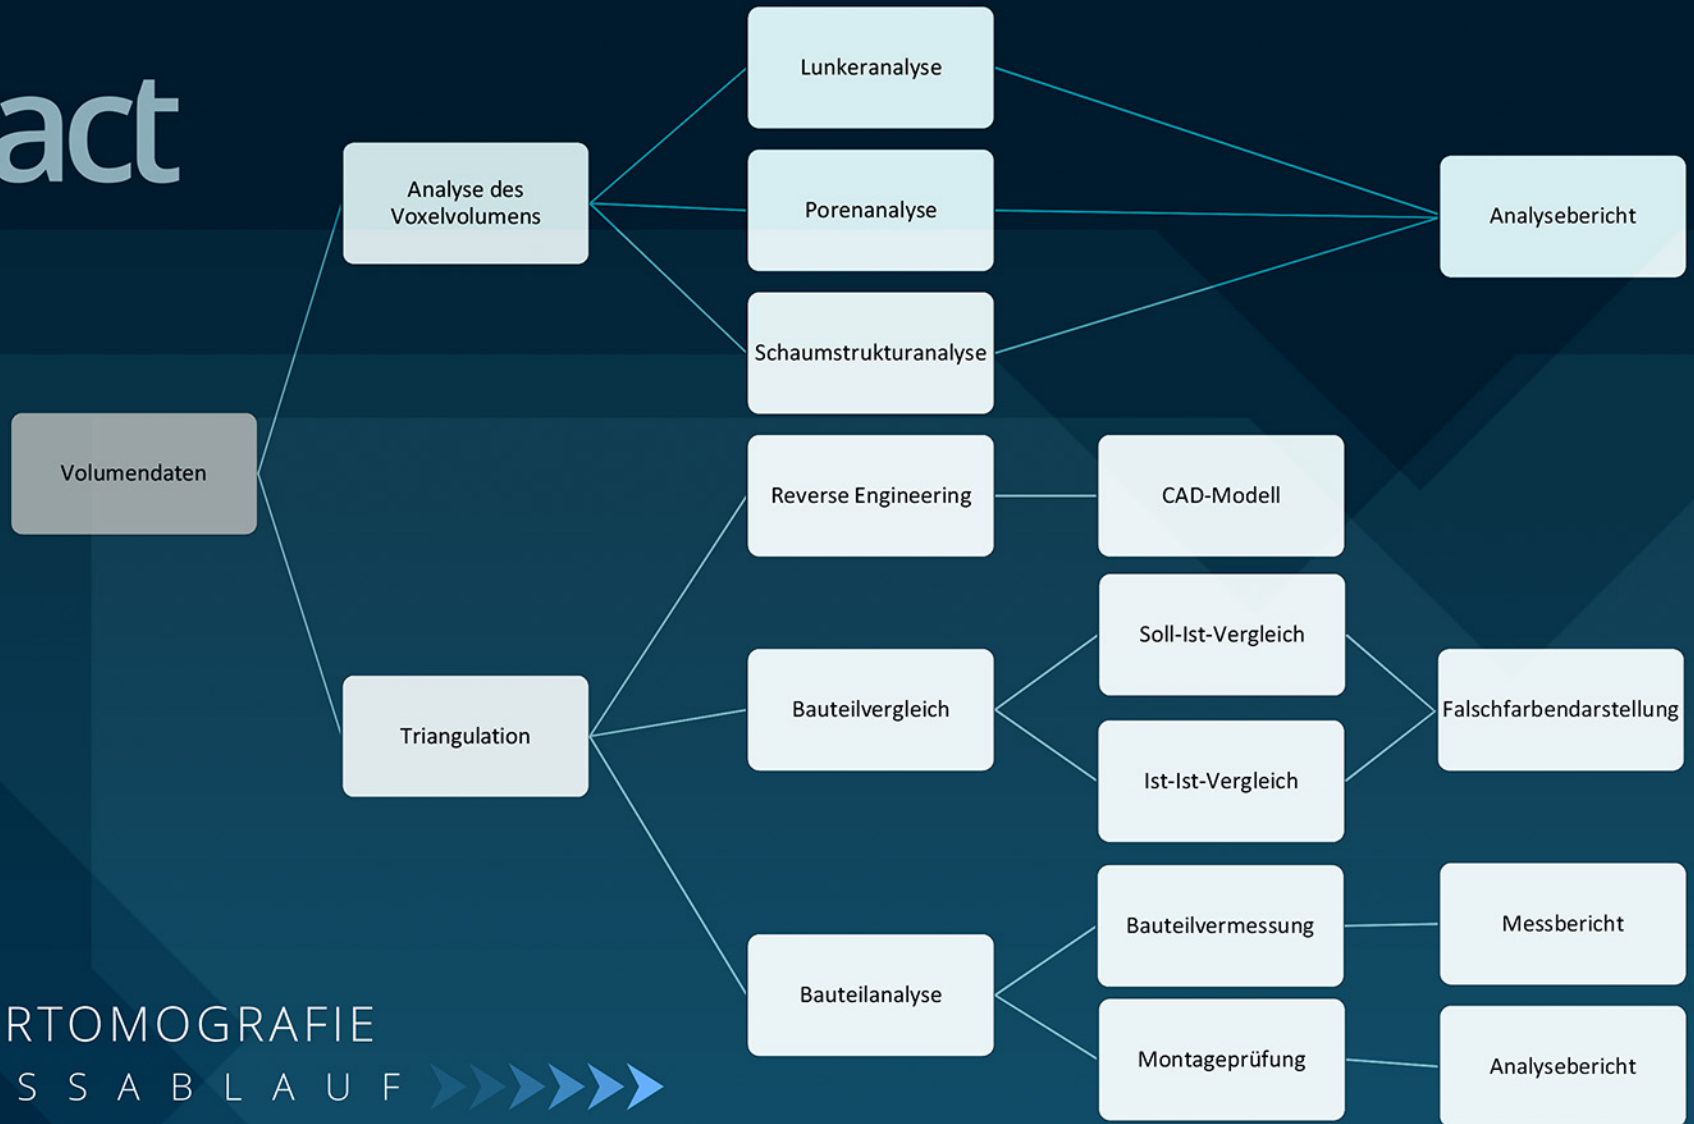 act
Lunkeranalyse
Analyse des
Voxelvolumens
Porenanalyse
Analysebericht
Schaumstrukturanalyse
Volumendaten
Reverse Engineering
CAD-Modell
Soll-Ist-Vergleich
Triangulation
Bauteilvergleich
Falschfarbendarstellung
Ist-Ist-Vergleich
Bauteilvermessung
Messbericht
Bauteilanalyse
Montageprüfung
Analysebericht
RTOMOGRAFIE
SSABLAUF